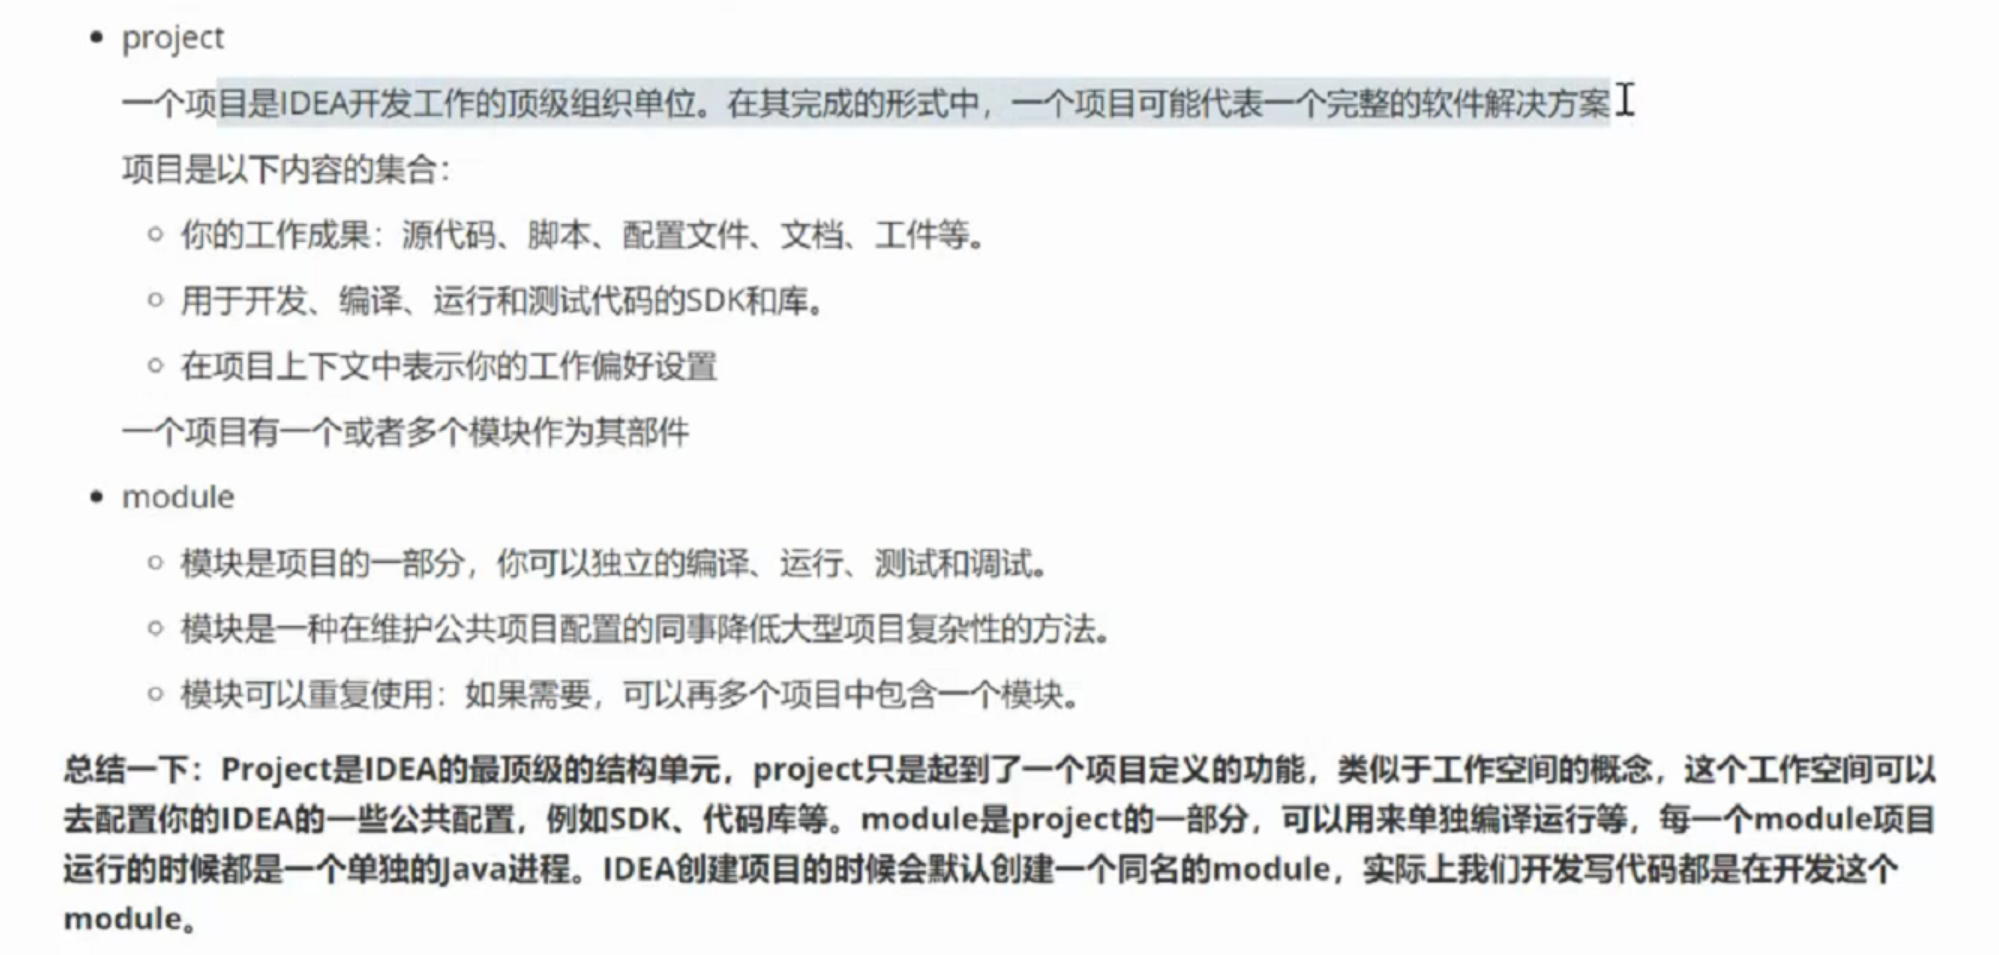 project
一个项目是IDEA开发工作的顶级组织单位。在其完成的形式中，一个项目可能代表一个完整的软件解决方案
项目是以下内容的集合：
你的工作成果：源代码、脚本、配置文件、文档、工件等。
用于开发、编译、运行和测试代码的SDK和库。
在项目上下文中表示你的工作偏好设置
一个项目有一个或者多个模块作为其部件
module
模块是项目的一部分，你可以独立的编译、运行、测试和调试。
模块是一种在维护公共项目配置的同事降低大型项目复杂性的方法。
模块可以重复使用：如果需要，可以再多个项目中包含一个模块。
总结一下：Project是IDEA的最顶级的结构单元，project只是起到了一个项目定义的功能，类似于工作空间的概念，这个工作空间可以
去配置你的IDEA的一些公共配置，例如SDK、代码库等。module是project的一部分，可以用来单独编译运行等，每一个module项目
运行的时候都是一个单独的Java进程。IDEA创建项目的时候会默认创建一个同名的module，实际上我们开发写代码都是在开发这个
module。